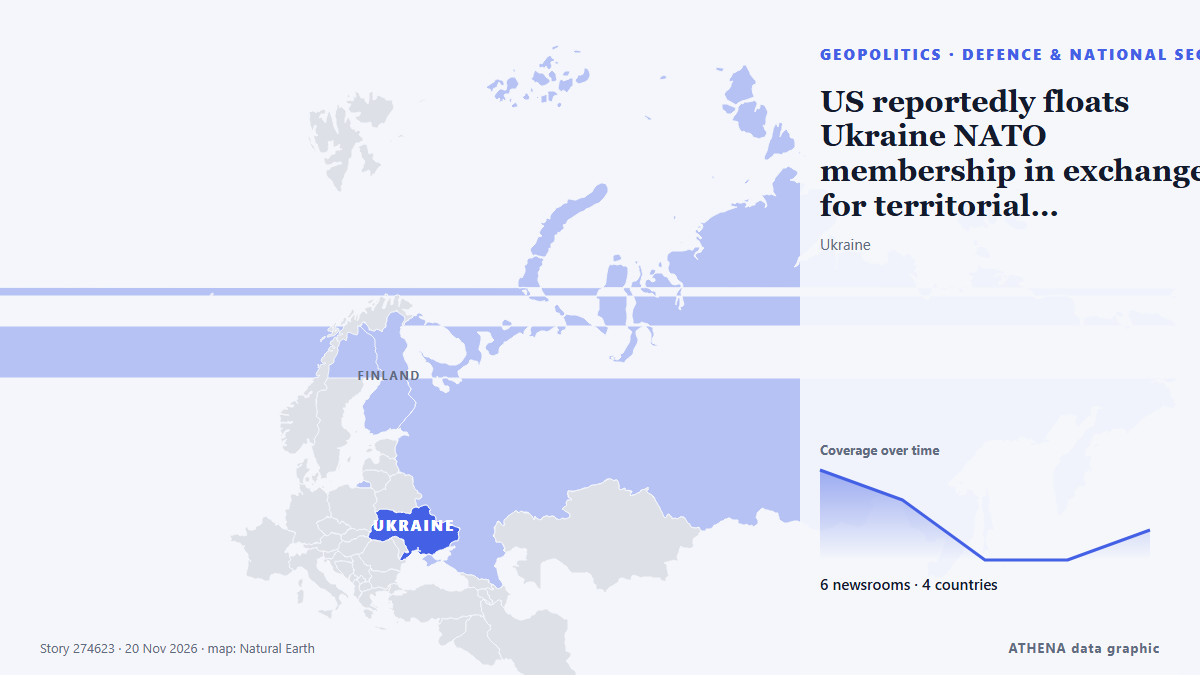 GEOPOLITICS · DEFENCE & NATIONAL SEC
US reportedly floats
Ukraine NATO
membership in exchange
for territorial...
Ukraine
FINLAND
UKRAINE
Coverage over time
6 newsrooms · 4 countries
Story 274623 · 20 Nov 2026 · map: Natural Earth
ATHENA data graphic